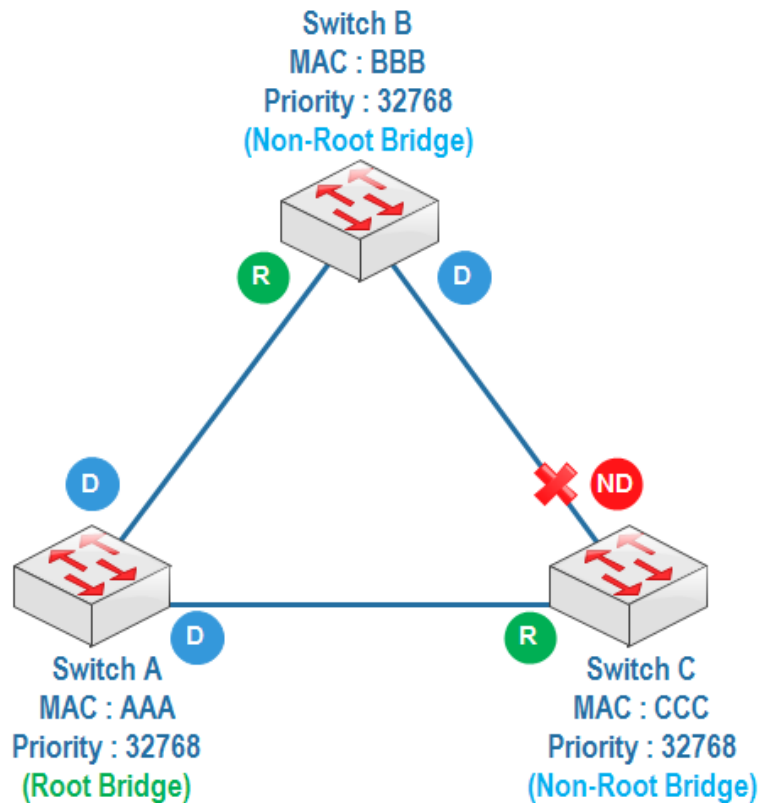 Switch B
MAC : BBB
Priority : 32768
(Non-Root Bridge)
R
D
D
ND
D
R
Switch A
MAC : AAA
Priority : 32768
(Root Bridge)
Switch C
MAC : CCC
Priority : 32768
(Non-Root Bridge)